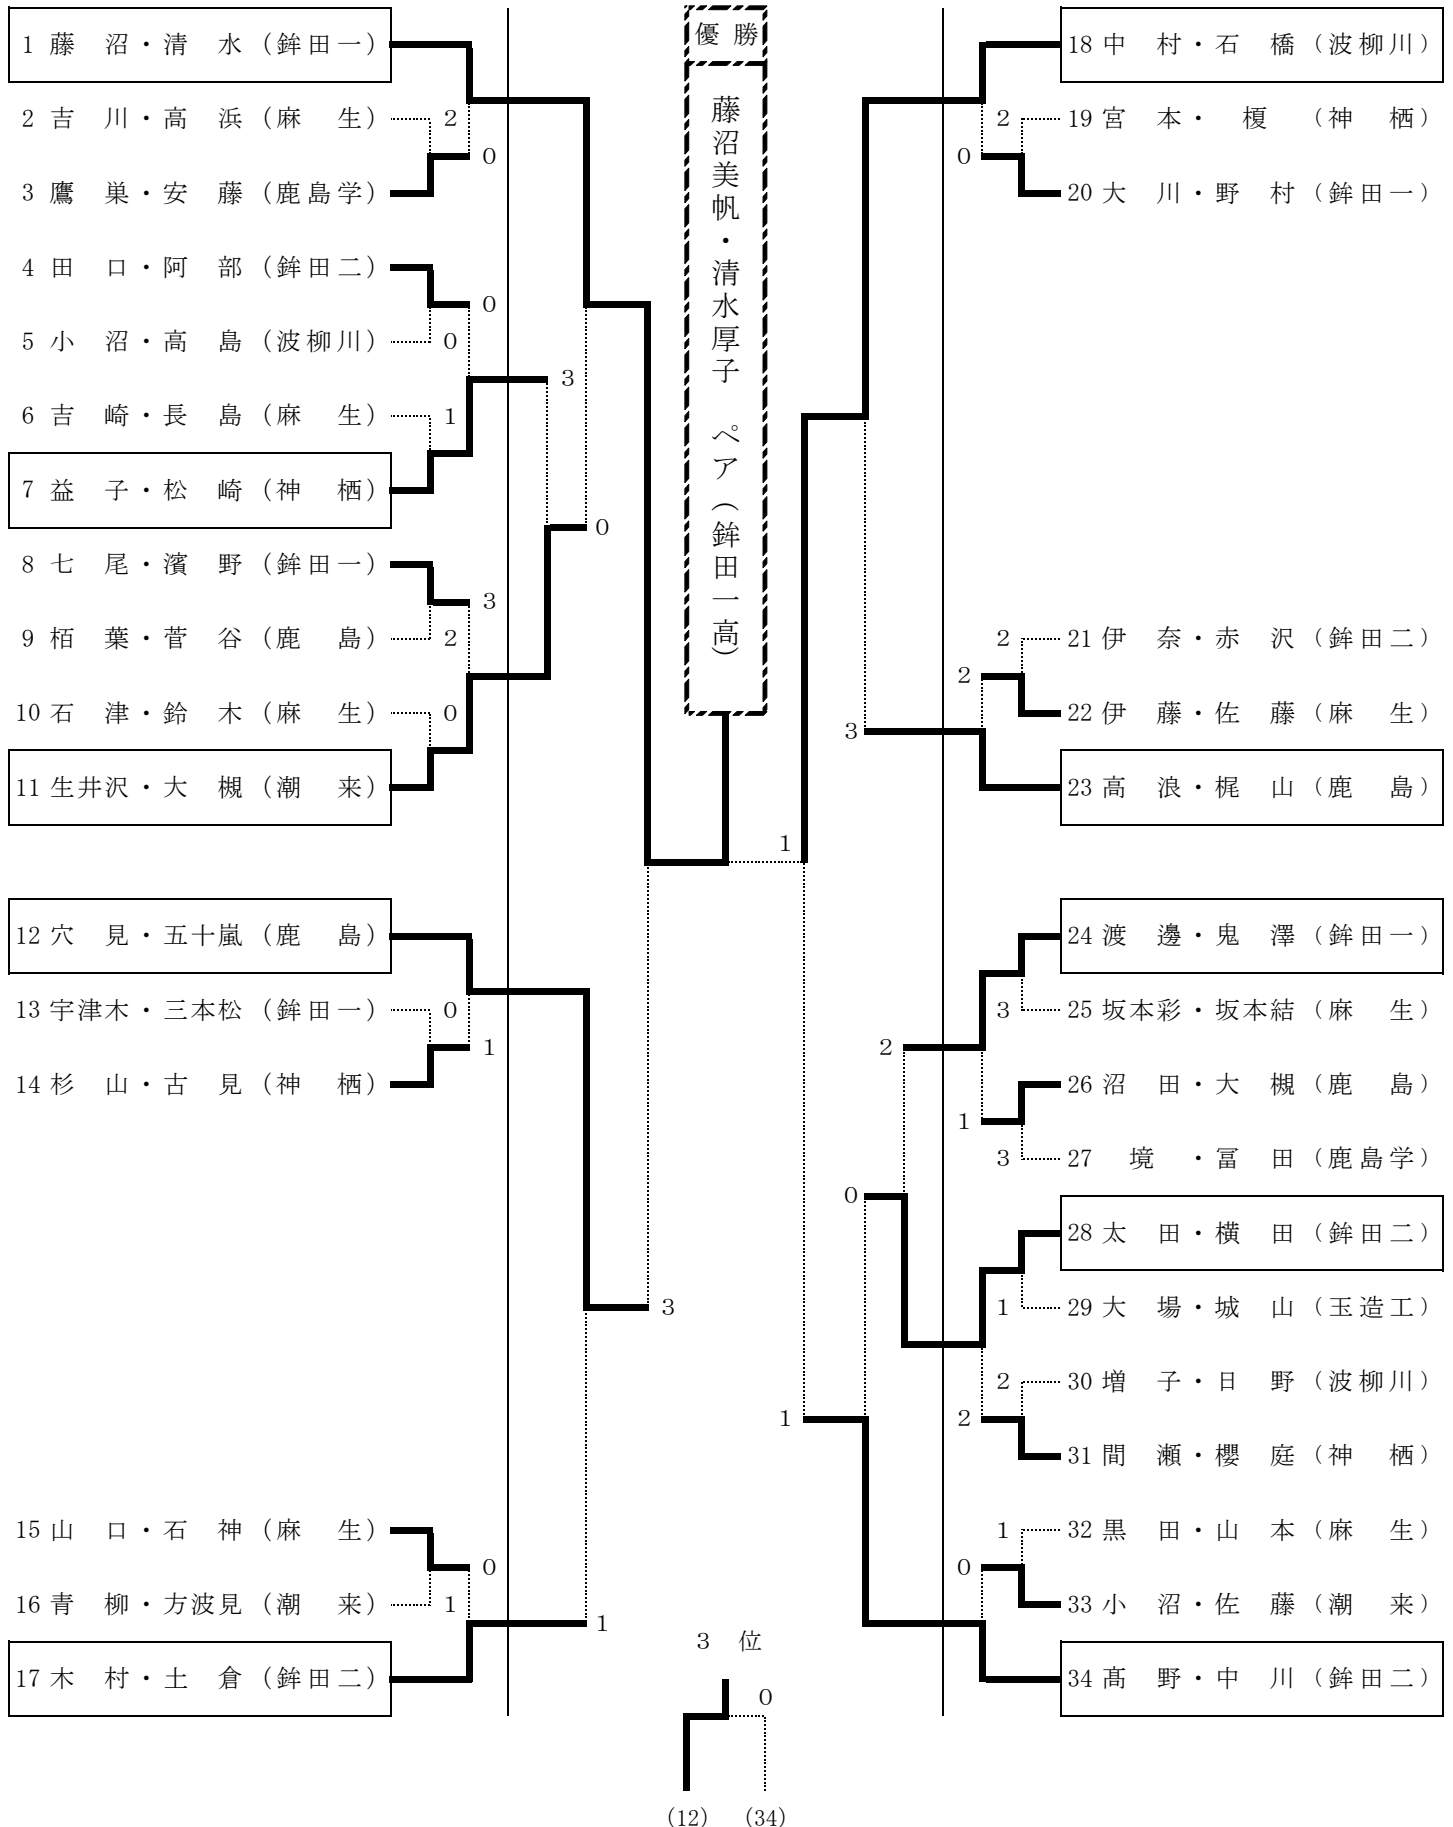 優 勝
藤沼美帆・清水厚子 ペア（鉾田一高）
1 藤 沼・清 水（鉾田一）
2 吉 川・高 浜（麻 生） 2
0
3 鷹 巣・安 藤（鹿島学）
4 田 口・阿 部（鉾田二）
0
5 小 沼・高 島（波柳川） 0
3
6 吉 崎・長 島（麻 生） 1
7 益 子・松 崎（神 栖）
0
8 七 尾・濱 野（鉾田一）
3
9 栢 葉・菅 谷（鹿 島） 2
10 石 津・鈴 木（麻 生） 0
11 生井沢・大 槻（潮 来）
12 穴 見・五十嵐（鹿 島）
13 宇津木・三本松（鉾田一） 0
1
14 杉 山・古 見（神 栖）
3
15 山 口・石 神（麻 生）
0
16 青 柳・方波見（潮 来） 1
1
17 木 村・土 倉（鉾田二）
18 中 村・石 橋（波柳川）
2 19 宮 本・ 榎 （神 栖）
0
20 大 川・野 村（鉾田一）
2 21 伊 奈・赤 沢（鉾田二）
2
22 伊 藤・佐 藤（麻 生）
3
23 高 浪・梶 山（鹿 島）
1
24 渡 邊・鬼 澤（鉾田一）
3 25 坂本彩・坂本結（麻 生）
2
26 沼 田・大 槻（鹿 島）
1
3 27 境 ・冨 田（鹿島学）
0
28 太 田・横 田（鉾田二）
1 29 大 場・城 山（玉造工）
2 30 増 子・日 野（波柳川）
1
2
31 間 瀬・櫻 庭（神 栖）
1 32 黒 田・山 本（麻 生）
0
33 小 沼・佐 藤（潮 来）
34 髙 野・中 川（鉾田二）
3 位
0
(12) (34)